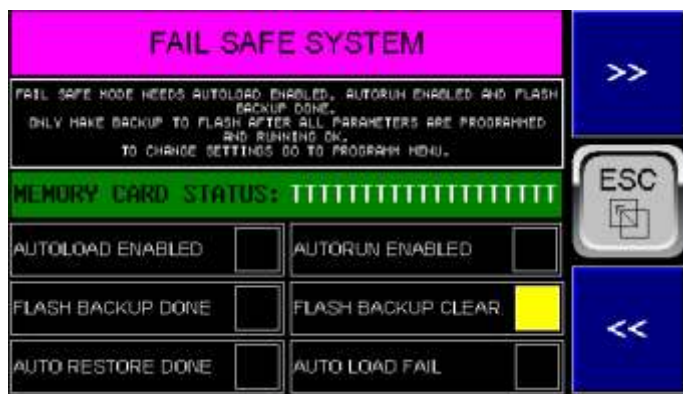 FAIL SAFE SYSTEM
FAIL SAFE MODE NEEDS AUTOLOAD ENABLED, AUTORUN ENABLED AND FLASH
BACKUP DONE.
ONLY MAKE BACKUP TO FLASH AFTER ALL PARAMETERS ARE PROGRAMMED
AND RUNNING OK.
TO CHANGE SETTINGS GO TO PROGRAMM MENU.
MEMORY CARD STATUS: TTTTTTTTTTTTTTTTTTTT
AUTOLOAD ENABLED
AUTORUN ENABLED
FLASH BACKUP DONE
FLASH BACKUP CLEAR
AUTO RESTORE DONE
AUTO LOAD FAIL
>>
ESC
<<